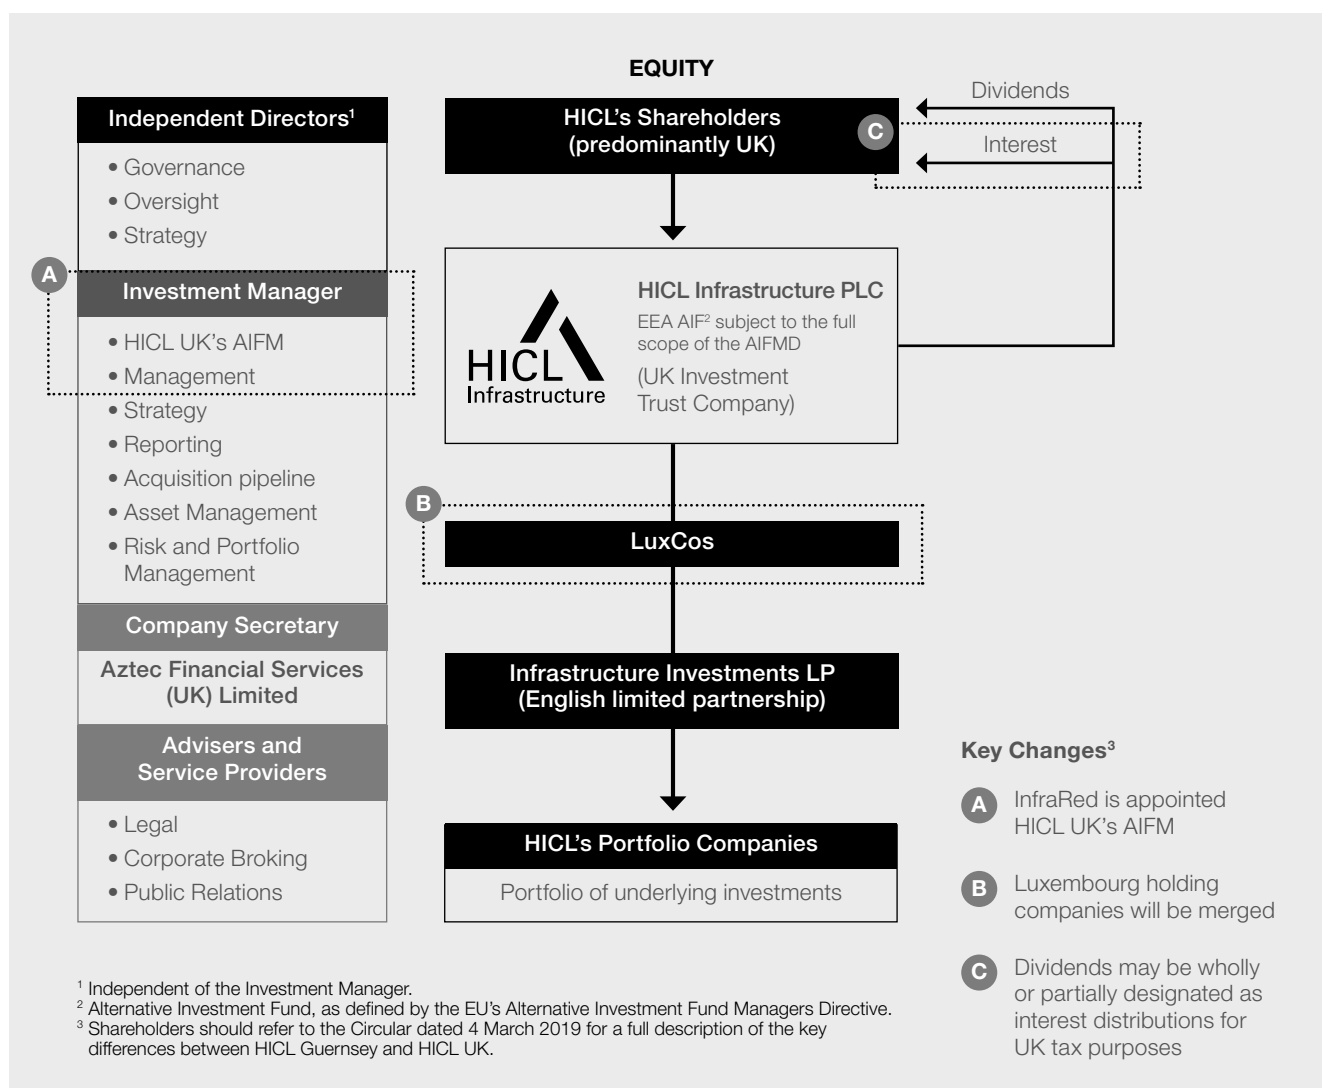 EQUITY
Independent Directors¹
• Governance
• Oversight
• Strategy
A
Investment Manager
• HICL UK's AIFM
• Management
• Strategy
• Reporting
• Acquisition pipeline
• Asset Management
• Risk and Portfolio
Management
Company Secretary
Aztec Financial Services
(UK) Limited
Advisers and
Service Providers
• Legal
• Corporate Broking
• Public Relations
HICL's Shareholders
(predominantly UK)
C
Dividends
Interest
HICL
Infrastructure
HICL Infrastructure PLC
EEA AIF² subject to the full
scope of the AIFMD
(UK Investment
Trust Company)
B
LuxCos
Infrastructure Investments LP
(English limited partnership)
HICL's Portfolio Companies
Portfolio of underlying investments
Key Changes³
A InfraRed is appointed
HICL UK's AIFM
B Luxembourg holding
companies will be merged
C Dividends may be wholly
or partially designated as
interest distributions for
UK tax purposes
¹ Independent of the Investment Manager.
² Alternative Investment Fund, as defined by the EU's Alternative Investment Fund Managers Directive.
³ Shareholders should refer to the Circular dated 4 March 2019 for a full description of the key
differences between HICL Guernsey and HICL UK.